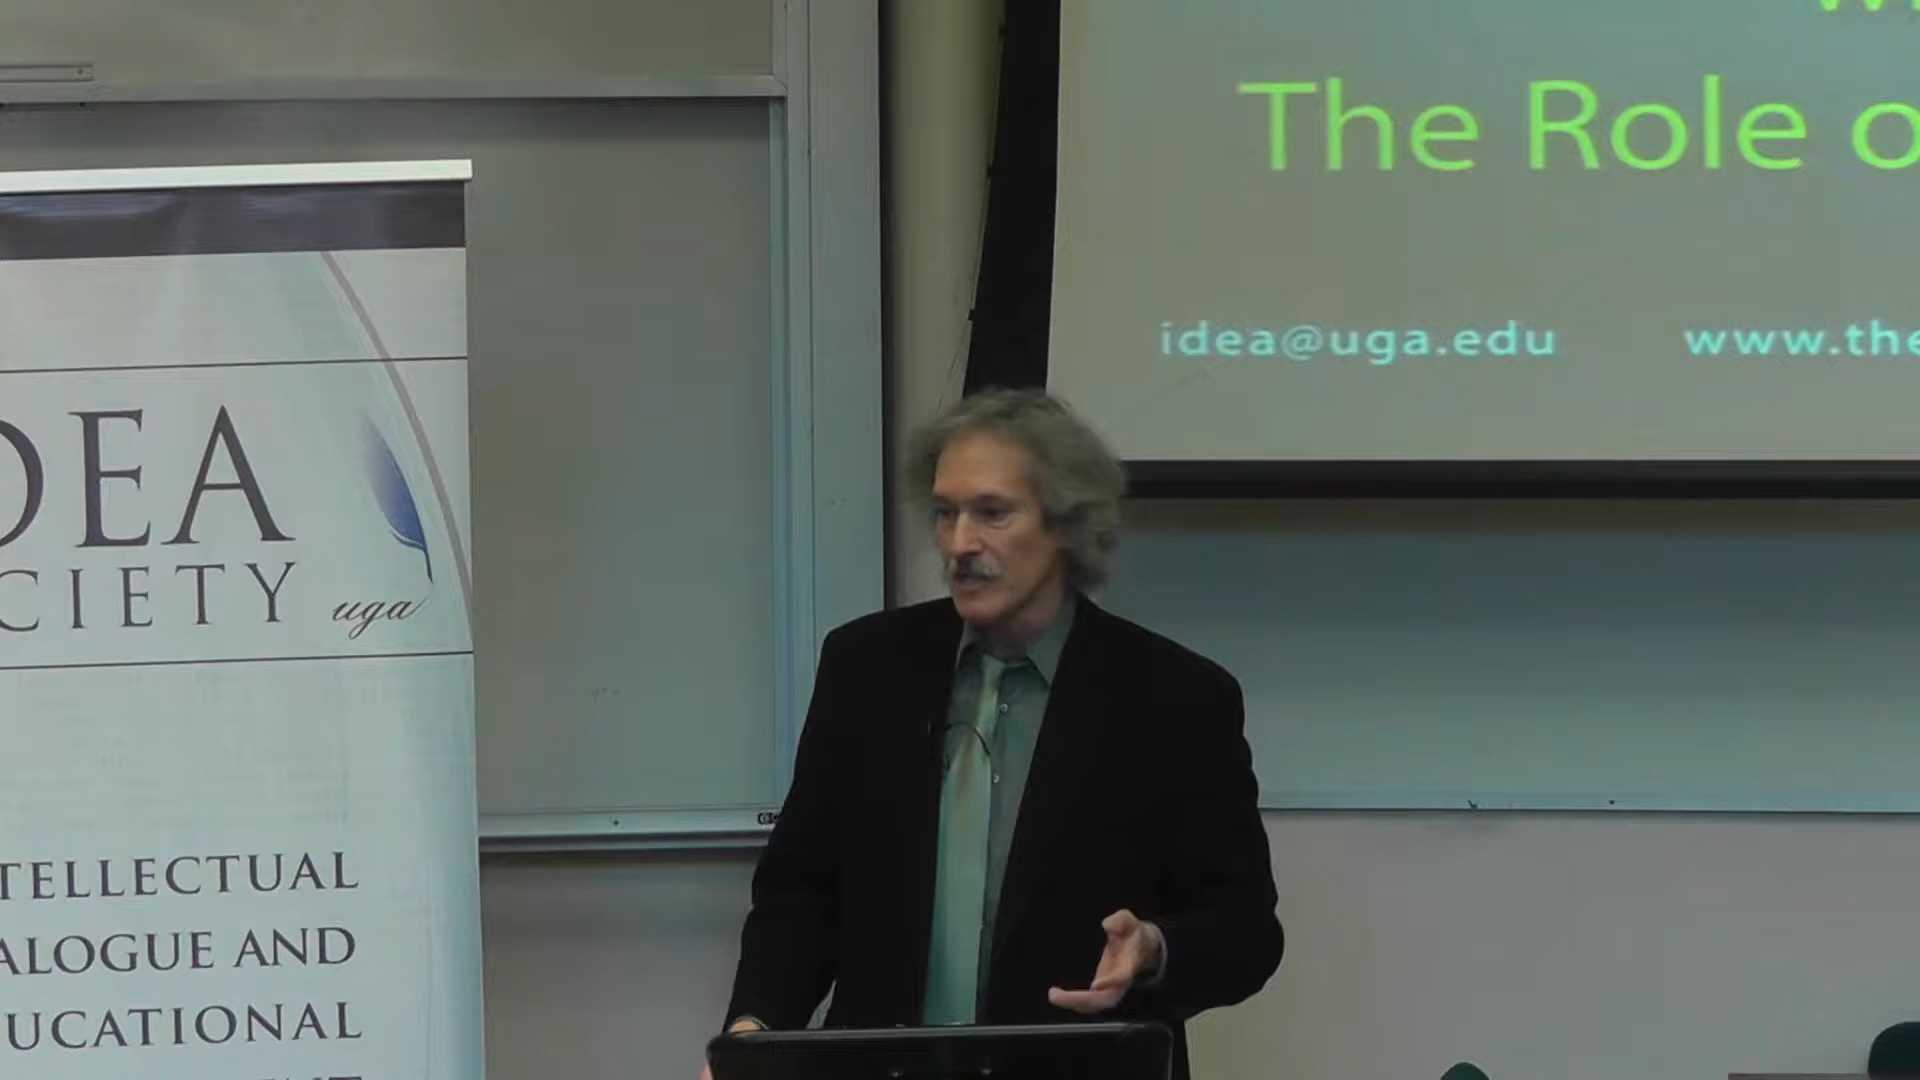 DEA
CIETY uga
TELLECTUAL
ALOGUE AND
UCATIONAL
The Role o
idea@uga.edu www.the